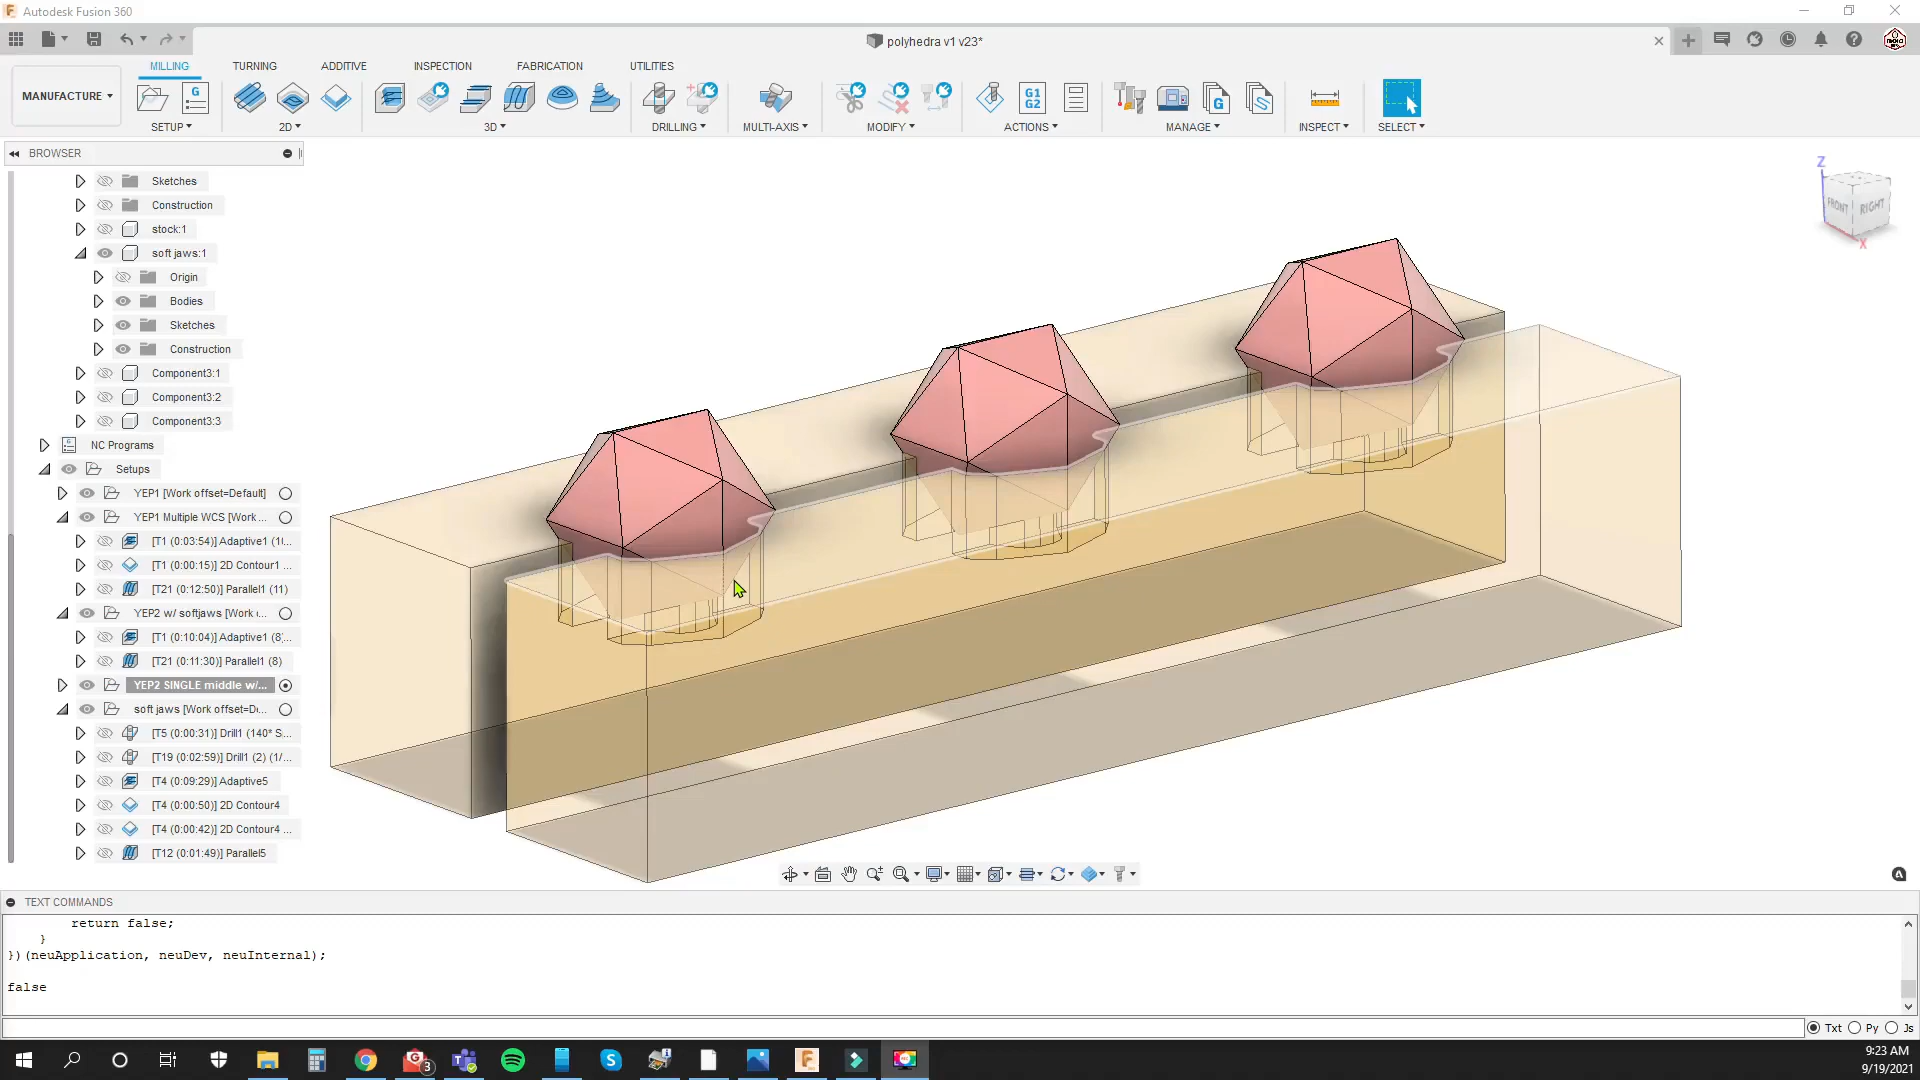 Autodesk Fusion 360
polyhedra v1 v23*
MILLING TURNING ADDITIVE INSPECTION FABRICATION UTILITIES
MANUFACTURE
G
G1
G2
G
S
SETUP 2D 3D DRILLING MULTI-AXIS MODIFY ACTIONS MANAGE INSPECT SELECT
BROWSER
Sketches
Construction
stock:1
soft jaws:1
Origin
Bodies
Sketches
Construction
Component3:1
Component3:2
Component3:3
NC Programs
Setups
YEP1 [Work offset=Default]
YEP1 Multiple WCS [Work ...
[T1 (0:03:54)] Adaptive1 (1(...
[T1 (0:00:15)] 2D Contour1 ...
[T21 (0:12:50)] Parallel1 (11)
YEP2 w/ softjaws [Work (...
[T1 (0:10:04)] Adaptive1 (8)...
[T21 (0:11:30)] Parallel1 (8)
YEP2 SINGLE middle w/...
soft jaws [Work offset=D(...
[T5 (0:00:31)] Drill1 (140° S...
[T19 (0:02:59)] Drill1 (2) (1/...
[T4 (0:09:29)] Adaptive5
[T4 (0:00:50)] 2D Contour4
[T4 (0:00:42)] 2D Contour4 ...
[T12 (0:01:49)] Parallel5
Z
FRONT RIGHT
X
TEXT COMMANDS
return false;
}
})(neuApplication, neuDev, neuInternal);
false
Txt Py Js
3
9:23 AM
9/19/2021